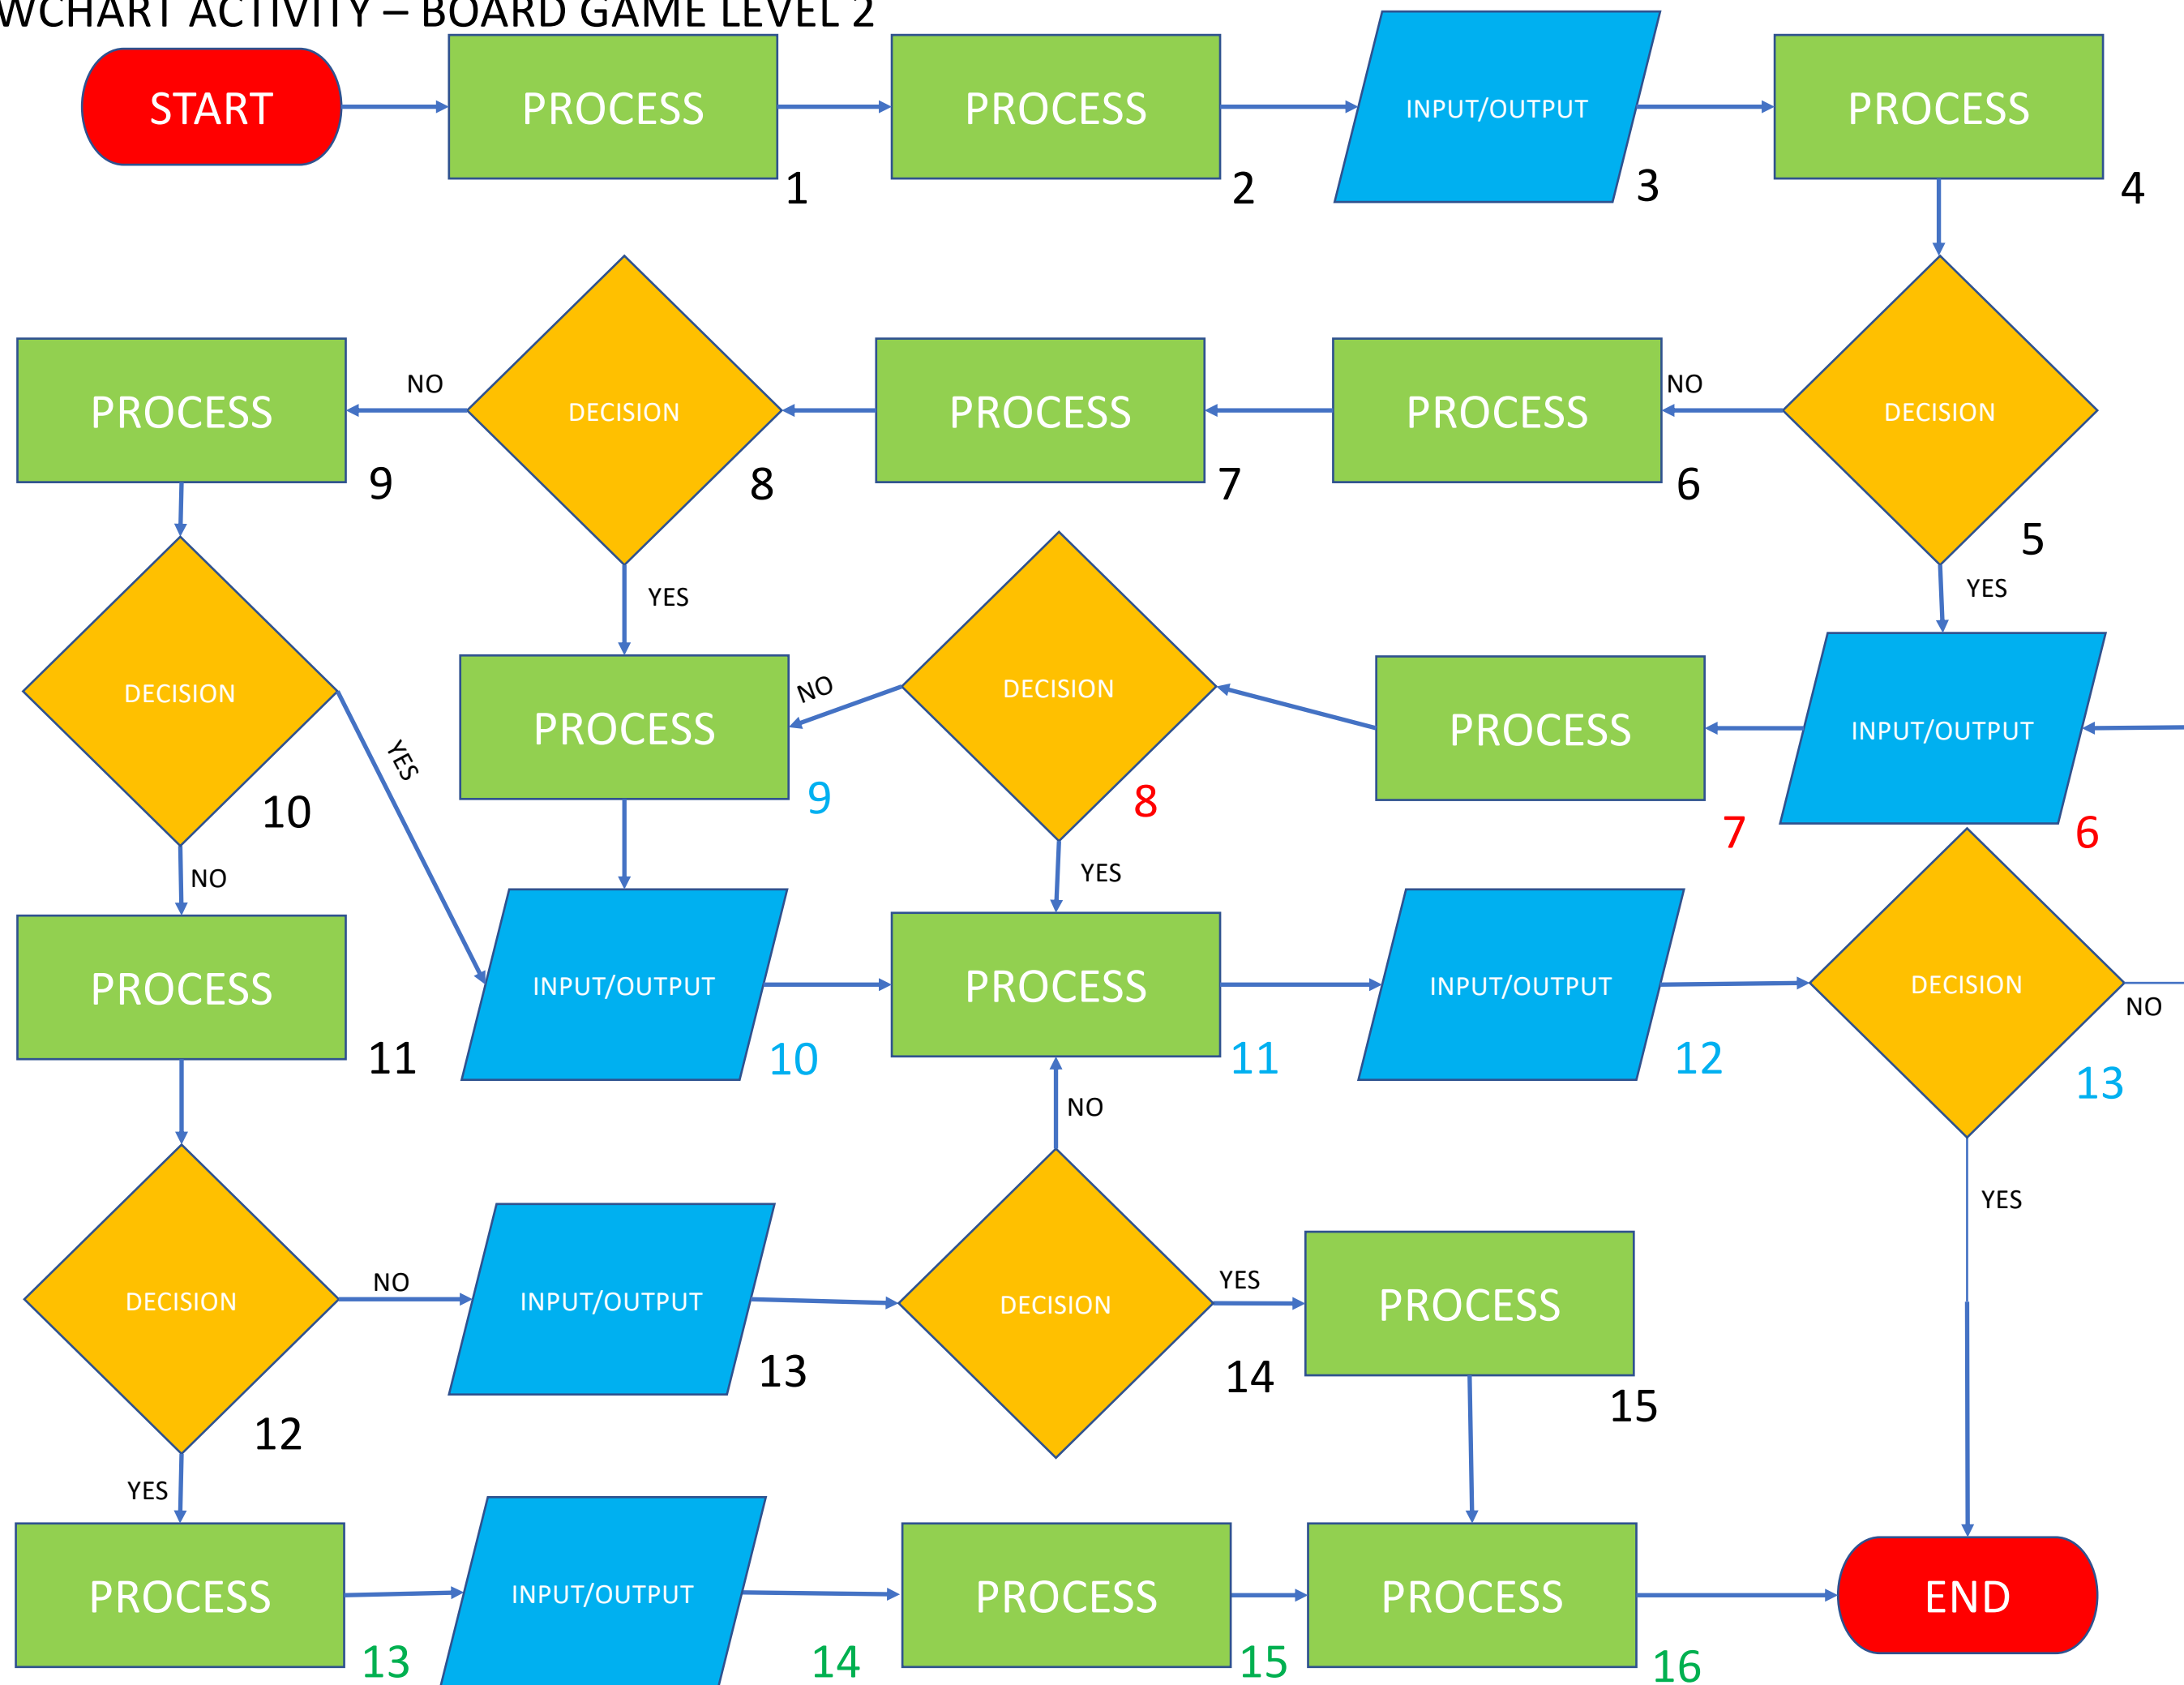 WCHART ACTIVITY – BOARD GAME LEVEL 2
START
PROCESS
1
PROCESS
2
INPUT/OUTPUT
3
PROCESS
4
PROCESS
9
NO
DECISION
8
PROCESS
7
PROCESS
6
NO
DECISION
5
YES
YES
DECISION
10
YES
NO
PROCESS
9
NO
DECISION
8
YES
PROCESS
7
INPUT/OUTPUT
6
PROCESS
11
INPUT/OUTPUT
10
PROCESS
11
INPUT/OUTPUT
12
DECISION
13
NO
YES
NO
DECISION
12
NO
YES
INPUT/OUTPUT
13
DECISION
14
YES
PROCESS
15
PROCESS
13
INPUT/OUTPUT
14
PROCESS
15
PROCESS
16
END